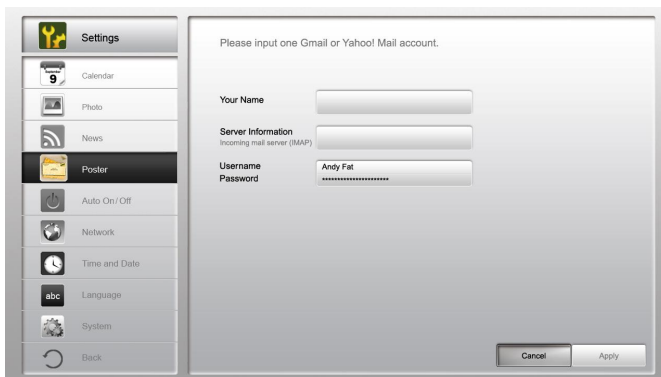 Settings
September
9
Calendar
Photo
News
Poster
Auto On/Off
Network
Time and Date
abc
Language
System
Back
Please input one Gmail or Yahoo! Mail account.
Your Name
Server Information
Incoming mail server (IMAP)
Username
Andy Fat
Password
••••••••••••••••••••••
Cancel
Apply